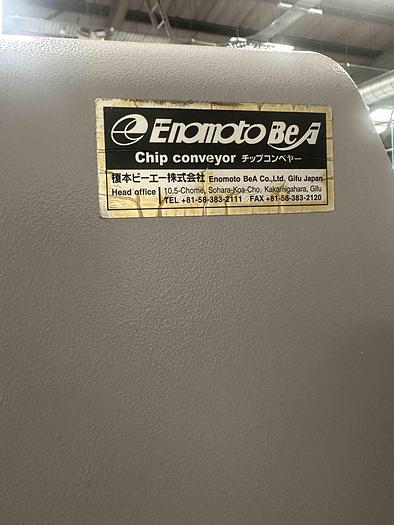 Enomoto BeA
Chip conveyor チップコンベヤー
榎本ビーエー株式会社 Enomoto BeA Co.,Ltd. Gifu Japan
Head office 10,5-Chome, Sohara-Koa-Cho, Kakamigahara, Gifu
TEL +81-58-383-2111 FAX +81-58-383-2120